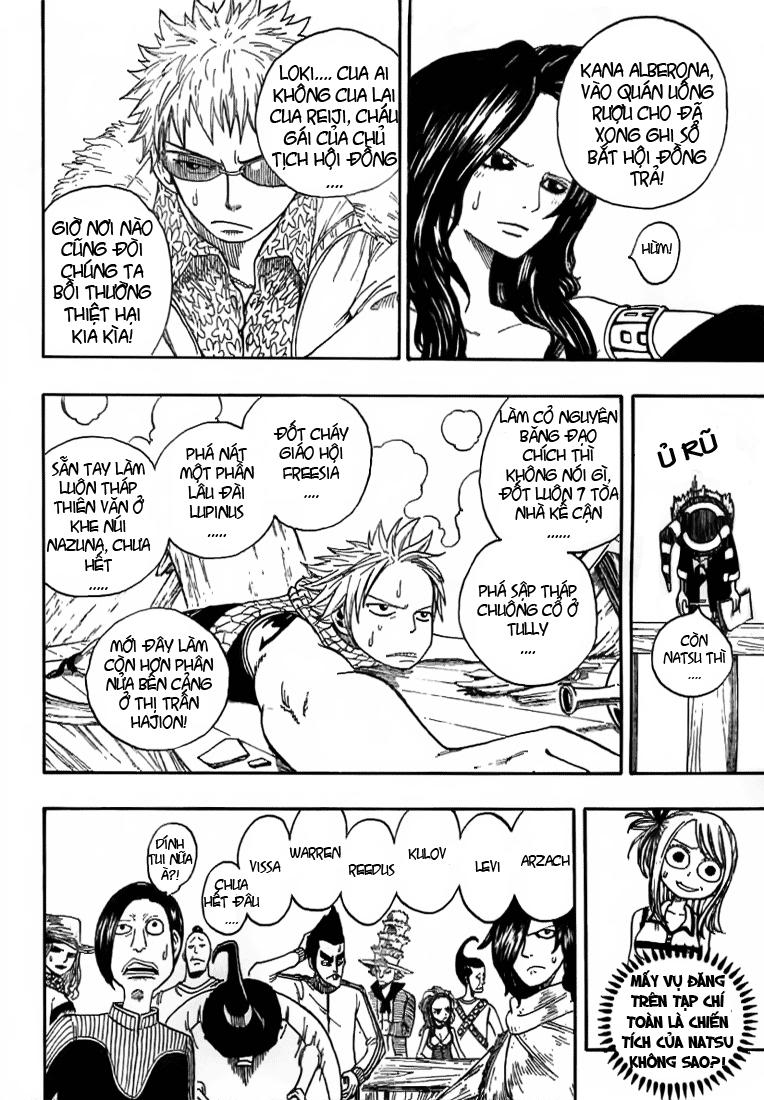 KANA ALBERONA,
VÀO QUÁN UỐNG
RƯỢU CHO ĐÃ
XONG GHI SỔ
BẮT HỘI ĐỒNG
TRẢ!
HỪM!
LOKI.... CUA AI
KHÔNG CUA LẠI
CUA REIJI, CHÁU
GÁI CỦA CHỦ
TỊCH HỘI ĐỒNG
....
GIỜ NƠI NÀO
CŨNG ĐÒI
CHÚNG TA
BỒI THƯỜNG
THIỆT HẠI
KIA KÌA!
Ủ RŨ
CÒN
NATSU THÌ
....
LÀM CỎ NGUYÊN
BĂNG ĐẠO
CHÍCH THÌ
KHÔNG NÓI GÌ,
ĐỐT LUÔN 7 TÒA
NHÀ KẾ CẬN
......
PHÁ SẬP THÁP
CHUÔNG CỔ Ở
TULLY
....
ĐỐT CHÁY
GIÁO HỘI
FREESIA
....
PHÁ NÁT
MỘT PHẦN
LÂU ĐÀI
LUPINUS
.....
SẴN TAY LÀM
LUÔN THÁP
THIÊN VĂN Ở
KHE NÚI
NAZUNA, CHƯA
HẾT
.....
MỚI ĐÂY LÀM
CỎN HƠN PHÂN
NỬA BẾN CẢNG
Ở THỊ TRẤN
HAJION!
MẤY VỤ ĐĂNG
TRÊN TẠP CHÍ
TOÀN LÀ CHIẾN
TÍCH CỦA NATSU
KHÔNG SAO?!
ARZACH
LEVI
KULOV
REEDUS
WARREN
VISSA
CHƯA
HẾT ĐÂU
....
DÍNH
TUI NỮA
À?!